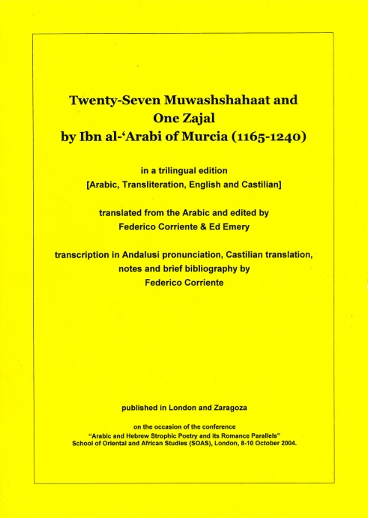 Twenty-Seven Muwashshahaat and
One Zajal
by Ibn al-‘Arabi of Murcia (1165-1240)
in a trilingual edition
[Arabic, Transliteration, English and Castilian]
translated from the Arabic and edited by
Federico Corriente & Ed Emery
transcription in Andalusi pronunciation, Castilian translation,
notes and brief bibliography by
Federico Corriente
published in London and Zaragoza
on the occasion of the conference
“Arabic and Hebrew Strophic Poetry and its Romance Parallels”
School of Oriental and African Studies (SOAS), London, 8-10 October 2004.